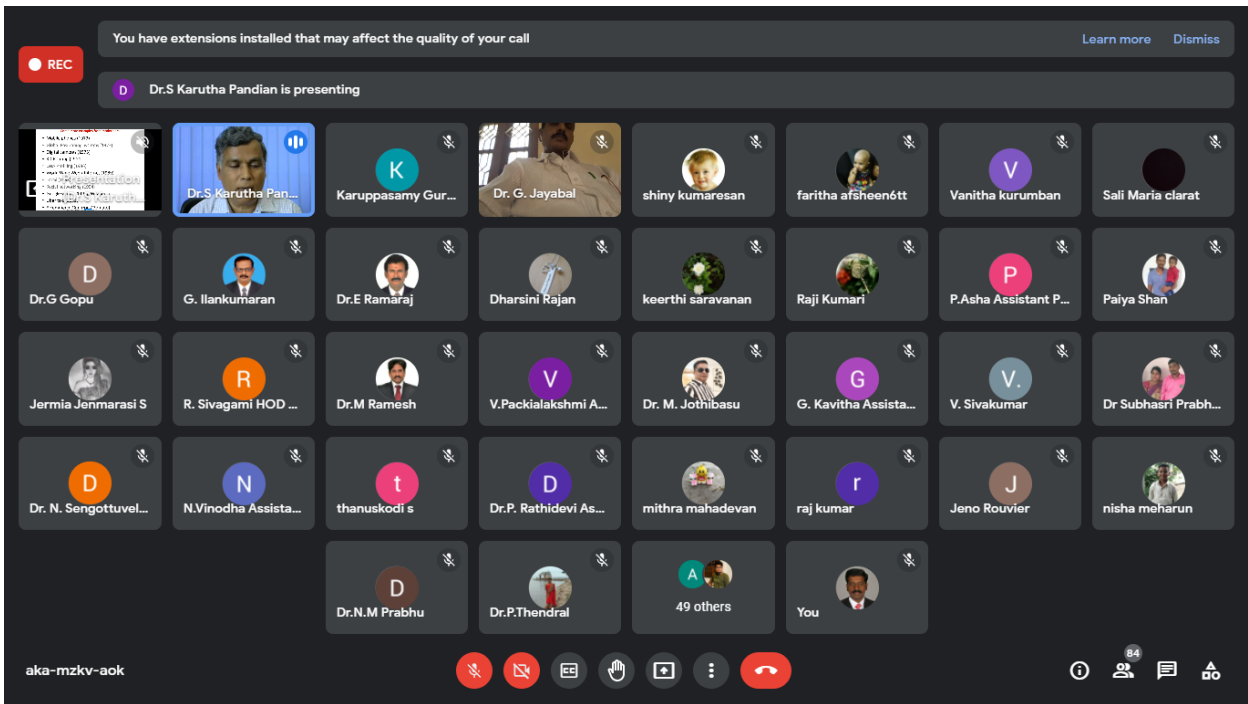 You have extensions installed that may affect the quality of your call
Learn more Dismiss
REC
D Dr.S Karutha Pandian is presenting
Presentation
Dr.S Karutha Pan...
K
Karuppasamy Gur...
Dr. G. Jayabal
shiny kumaresan
faritha afsheen6tt
V
Vanitha kurumban
Sali Maria clarat
D
Dr.G Gopu
G. Ilankumaran
Dr.E Ramaraj
Dharsini Rajan
keerthi saravanan
Raji Kumari
P
P.Asha Assistant P...
Paiya Shan
Jermia Jenmarasi S
R
R. Sivagami HOD ...
Dr.M Ramesh
V
V.Packialakshmi A...
Dr. M. Jothibasu
G
G. Kavitha Assista...
V.
V. Sivakumar
Dr Subhasri Prabh...
D
Dr. N. Sengottuvel...
N
N.Vinodha Assista...
t
thanuskodi s
D
Dr.P. Rathidevi As...
mithra mahadevan
r
raj kumar
J
Jeno Rouvier
nisha meharun
D
Dr.N.M Prabhu
Dr.P.Thendral
A
49 others
You
aka-mzkv-aok
CC
84